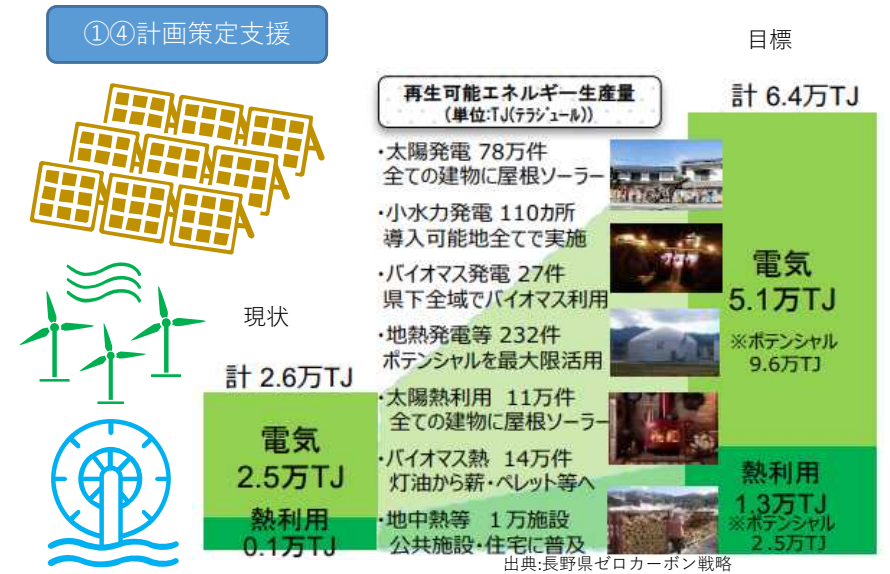 ①④計画策定支援
目標
再生可能エネルギー生産量
(単位:TJ(テラジュール))
計 6.4万TJ
・太陽発電 78万件
全ての建物に屋根ソーラー
・小水力発電 110カ所
導入可能地全てで実施
・バイオマス発電 27件
県下全域でバイオマス利用
・地熱発電等 232件
ポテンシャルを最大限活用
・太陽熱利用 11万件
全ての建物に屋根ソーラー
・バイオマス熱 14万件
灯油から薪・ペレット等へ
・地中熱等 1万施設
公共施設・住宅に普及
電気
5.1万TJ
※ポテンシャル
9.6万TJ
熱利用
1.3万TJ
※ポテンシャル
2.5万TJ
現状
計 2.6万TJ
電気
2.5万TJ
熱利用
0.1万TJ
出典:長野県ゼロカーボン戦略